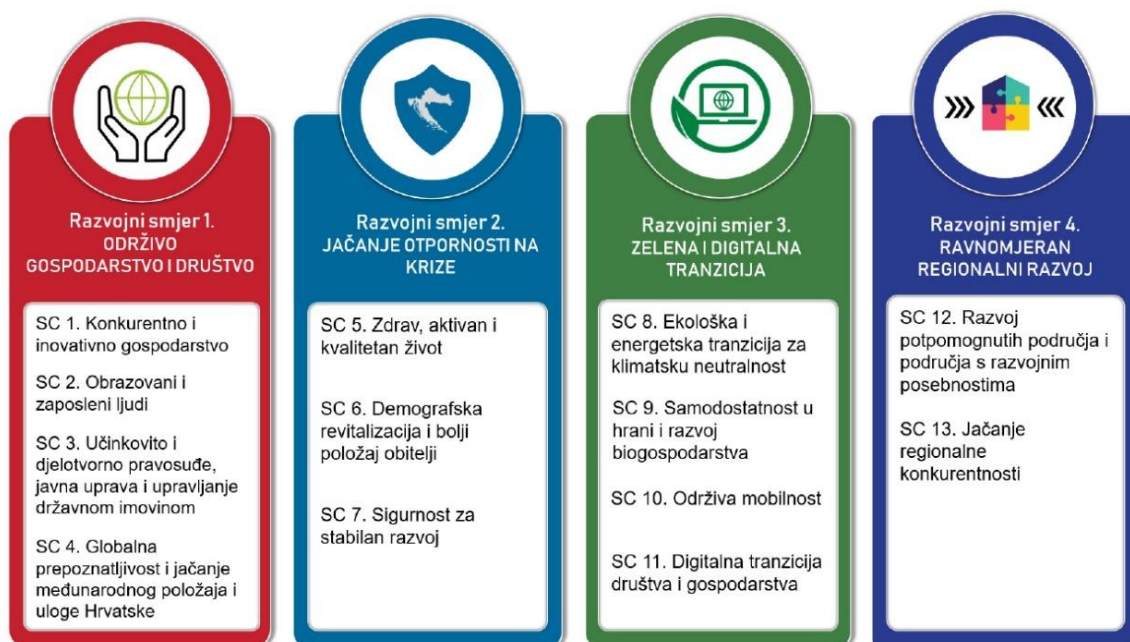 Razvojni smjer 1.
ODRŽIVO
GOSPODARSTVO I DRUŠTVO
SC 1. Konkurentno i
inovativno gospodarstvo
SC 2. Obrazovani i
zaposleni ljudi
SC 3. Učinkovito i
djelotvorno pravosuđe,
javna uprava i upravljanje
državnom imovinom
SC 4. Globalna
prepoznatljivost i jačanje
međunarodnog položaja i
uloge Hrvatske
Razvojni smjer 2.
JAČANJE OTPORNOSTI NA
KRIZE
SC 5. Zdrav, aktivan i
kvalitetan život
SC 6. Demografska
revitalizacija i bolji
položaj obitelji
SC 7. Sigurnost za
stabilan razvoj
Razvojni smjer 3.
ZELENA I DIGITALNA
TRANZICIJA
SC 8. Ekološka i
energetska tranzicija za
klimatsku neutralnost
SC 9. Samodostatnost u
hrani i razvoj
biogospodarstva
SC 10. Održiva mobilnost
SC 11. Digitalna tranzicija
društva i gospodarstva
Razvojni smjer 4.
RAVNOMJERAN
REGIONALNI RAZVOJ
SC 12. Razvoj
potpomognutih područja i
područja s razvojnim
posebnostima
SC 13. Jačanje
regionalne
konkurentnosti